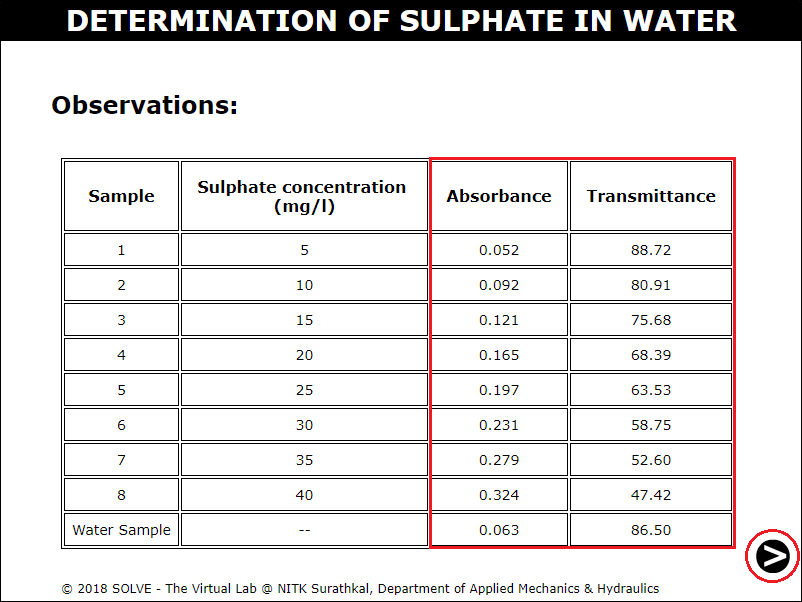 DETERMINATION OF SULPHATE IN WATER
Observations:
Sample Sulphate concentration (mg/l) Absorbance Transmittance
1 5 0.052 88.72
2 10 0.092 80.91
3 15 0.121 75.68
4 20 0.165 68.39
5 25 0.197 63.53
6 30 0.231 58.75
7 35 0.279 52.60
8 40 0.324 47.42
Water Sample -- 0.063 86.50
© 2018 SOLVE - The Virtual Lab @ NITK Surathkal, Department of Applied Mechanics & Hydraulics